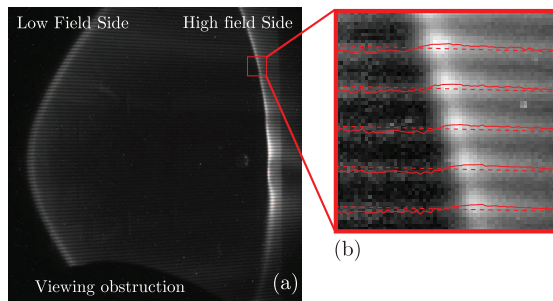 Low Field Side
High field Side
Viewing obstruction
(a)
(b)